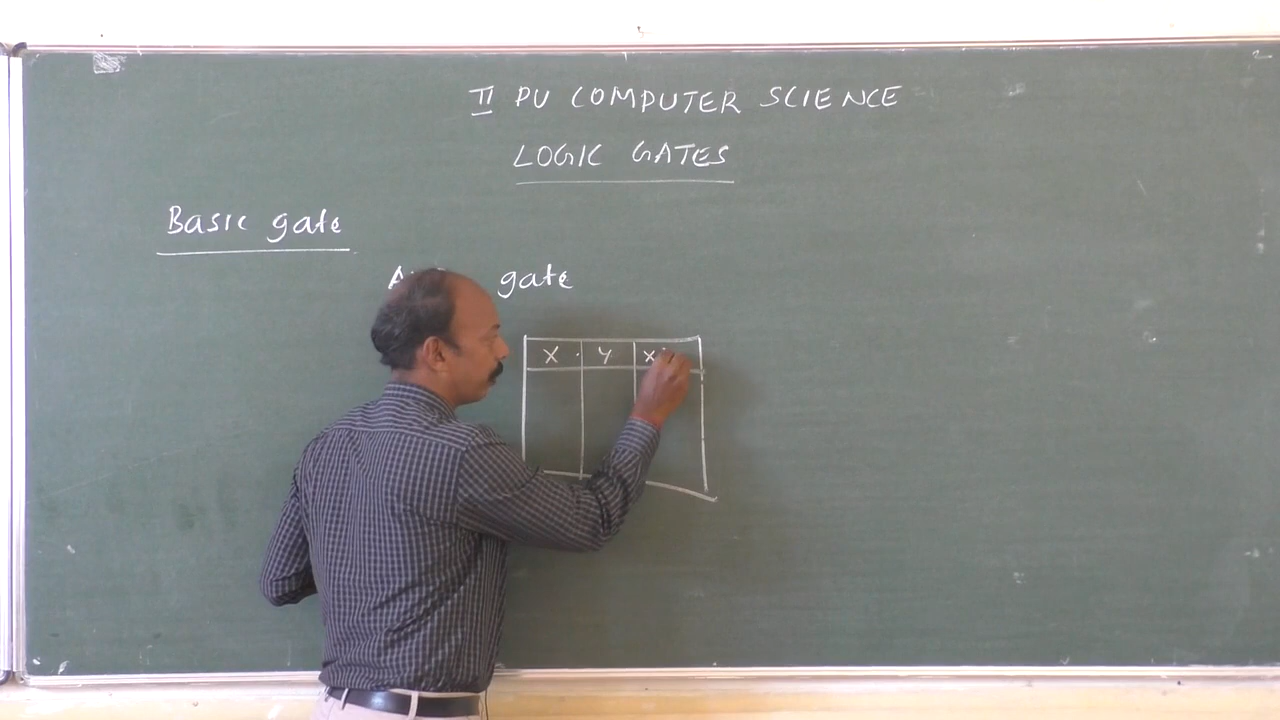 II PU COMPUTER SCIENCE
LOGIC GATES
Basic gate
gate
X Y X